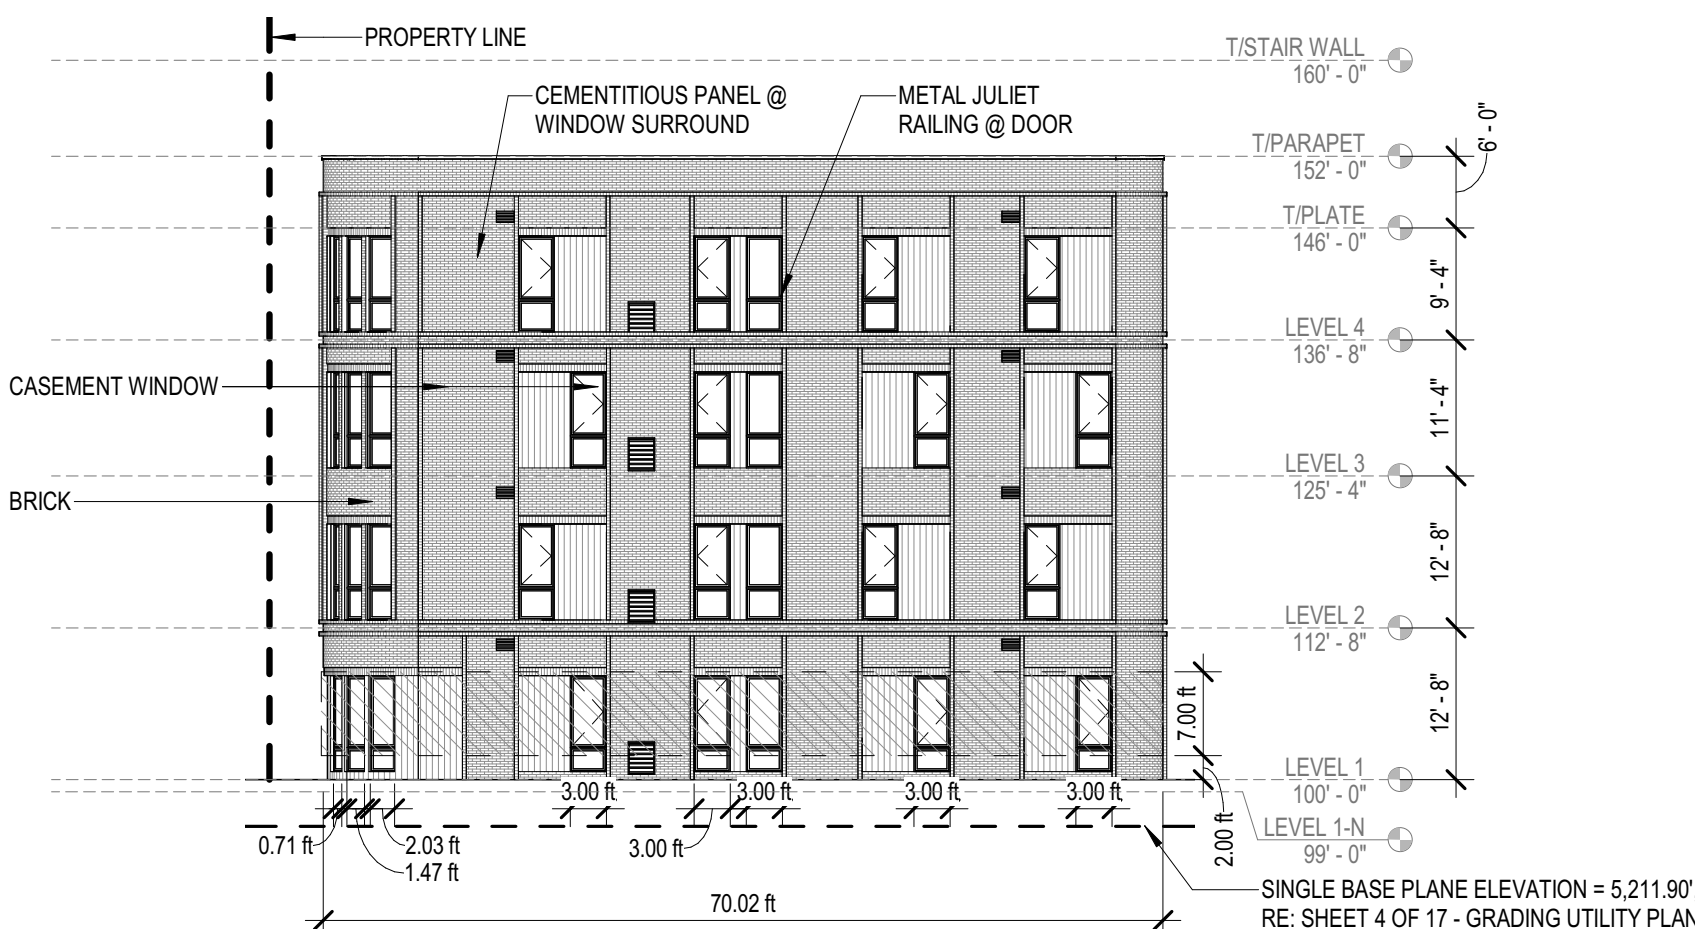 PROPERTY LINE
T/STAIR WALL
160' - 0"
CEMENTITIOUS PANEL @
WINDOW SURROUND
METAL JULIET
RAILING @ DOOR
T/PARAPET
152' - 0"
6' - 0"
T/PLATE
146' - 0"
9' - 4"
LEVEL 4
136' - 8"
CASEMENT WINDOW
11' - 4"
LEVEL 3
125' - 4"
BRICK
12' - 8"
LEVEL 2
112' - 8"
7.00 ft
12' - 8"
LEVEL 1
100' - 0"
3.00 ft
3.00 ft
3.00 ft
3.00 ft
2.00 ft
LEVEL 1-N
99' - 0"
0.71 ft
2.03 ft
3.00 ft
1.47 ft
70.02 ft
SINGLE BASE PLANE ELEVATION = 5,211.90'
RE: SHEET 4 OF 17 - GRADING UTILITY PLAN